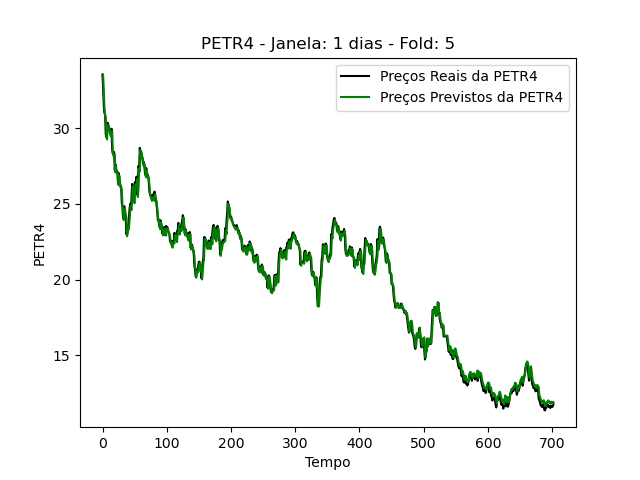 PETR4 - Janela: 1 dias - Fold: 5
Preços Reais da PETR4
Preços Previstos da PETR4
PETR4
30
25
20
15
0 100 200 300 400 500 600 700
Tempo